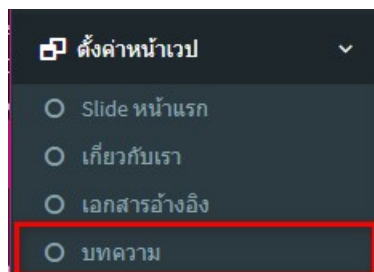 ตั้งค่าหน้าเวป
Slide หน้าแรก
เกี่ยวกับเรา
เอกสารอ้างอิง
บทความ